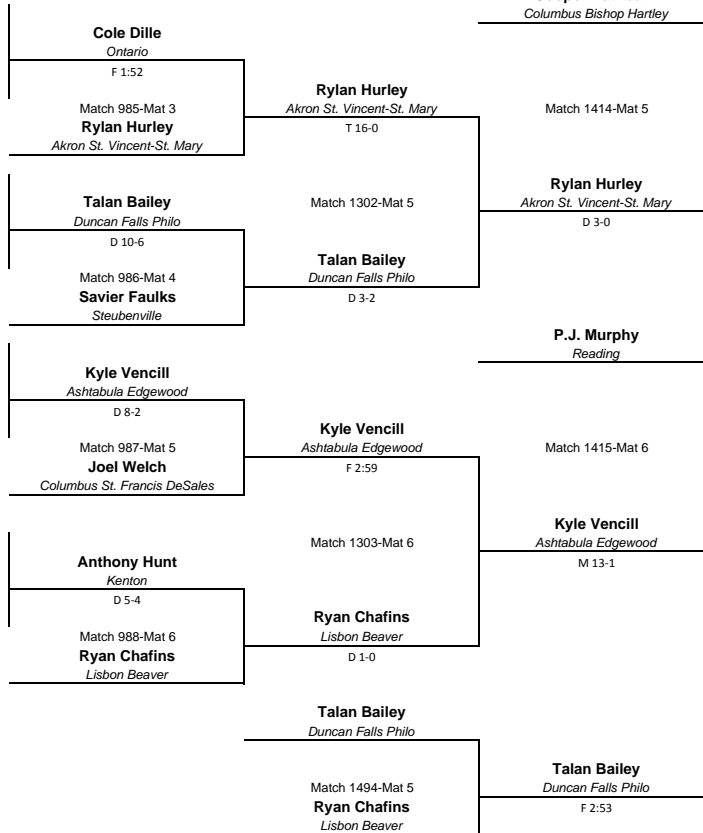 Columbus Bishop Hartley
Cole Dille
Ontario
F 1:52
Match 985-Mat 3
Rylan Hurley
Akron St. Vincent-St. Mary
Rylan Hurley
Akron St. Vincent-St. Mary
T 16-0
Match 1414-Mat 5
Talan Bailey
Duncan Falls Philo
D 10-6
Match 986-Mat 4
Savier Faulks
Steubenville
Match 1302-Mat 5
Talan Bailey
Duncan Falls Philo
D 3-2
Rylan Hurley
Akron St. Vincent-St. Mary
D 3-0
P.J. Murphy
Reading
Kyle Vencill
Ashtabula Edgewood
D 8-2
Match 987-Mat 5
Joel Welch
Columbus St. Francis DeSales
Kyle Vencill
Ashtabula Edgewood
F 2:59
Match 1415-Mat 6
Anthony Hunt
Kenton
D 5-4
Match 988-Mat 6
Ryan Chafins
Lisbon Beaver
Match 1303-Mat 6
Ryan Chafins
Lisbon Beaver
D 1-0
Kyle Vencill
Ashtabula Edgewood
M 13-1
Talan Bailey
Duncan Falls Philo
Match 1494-Mat 5
Ryan Chafins
Lisbon Beaver
Talan Bailey
Duncan Falls Philo
F 2:53